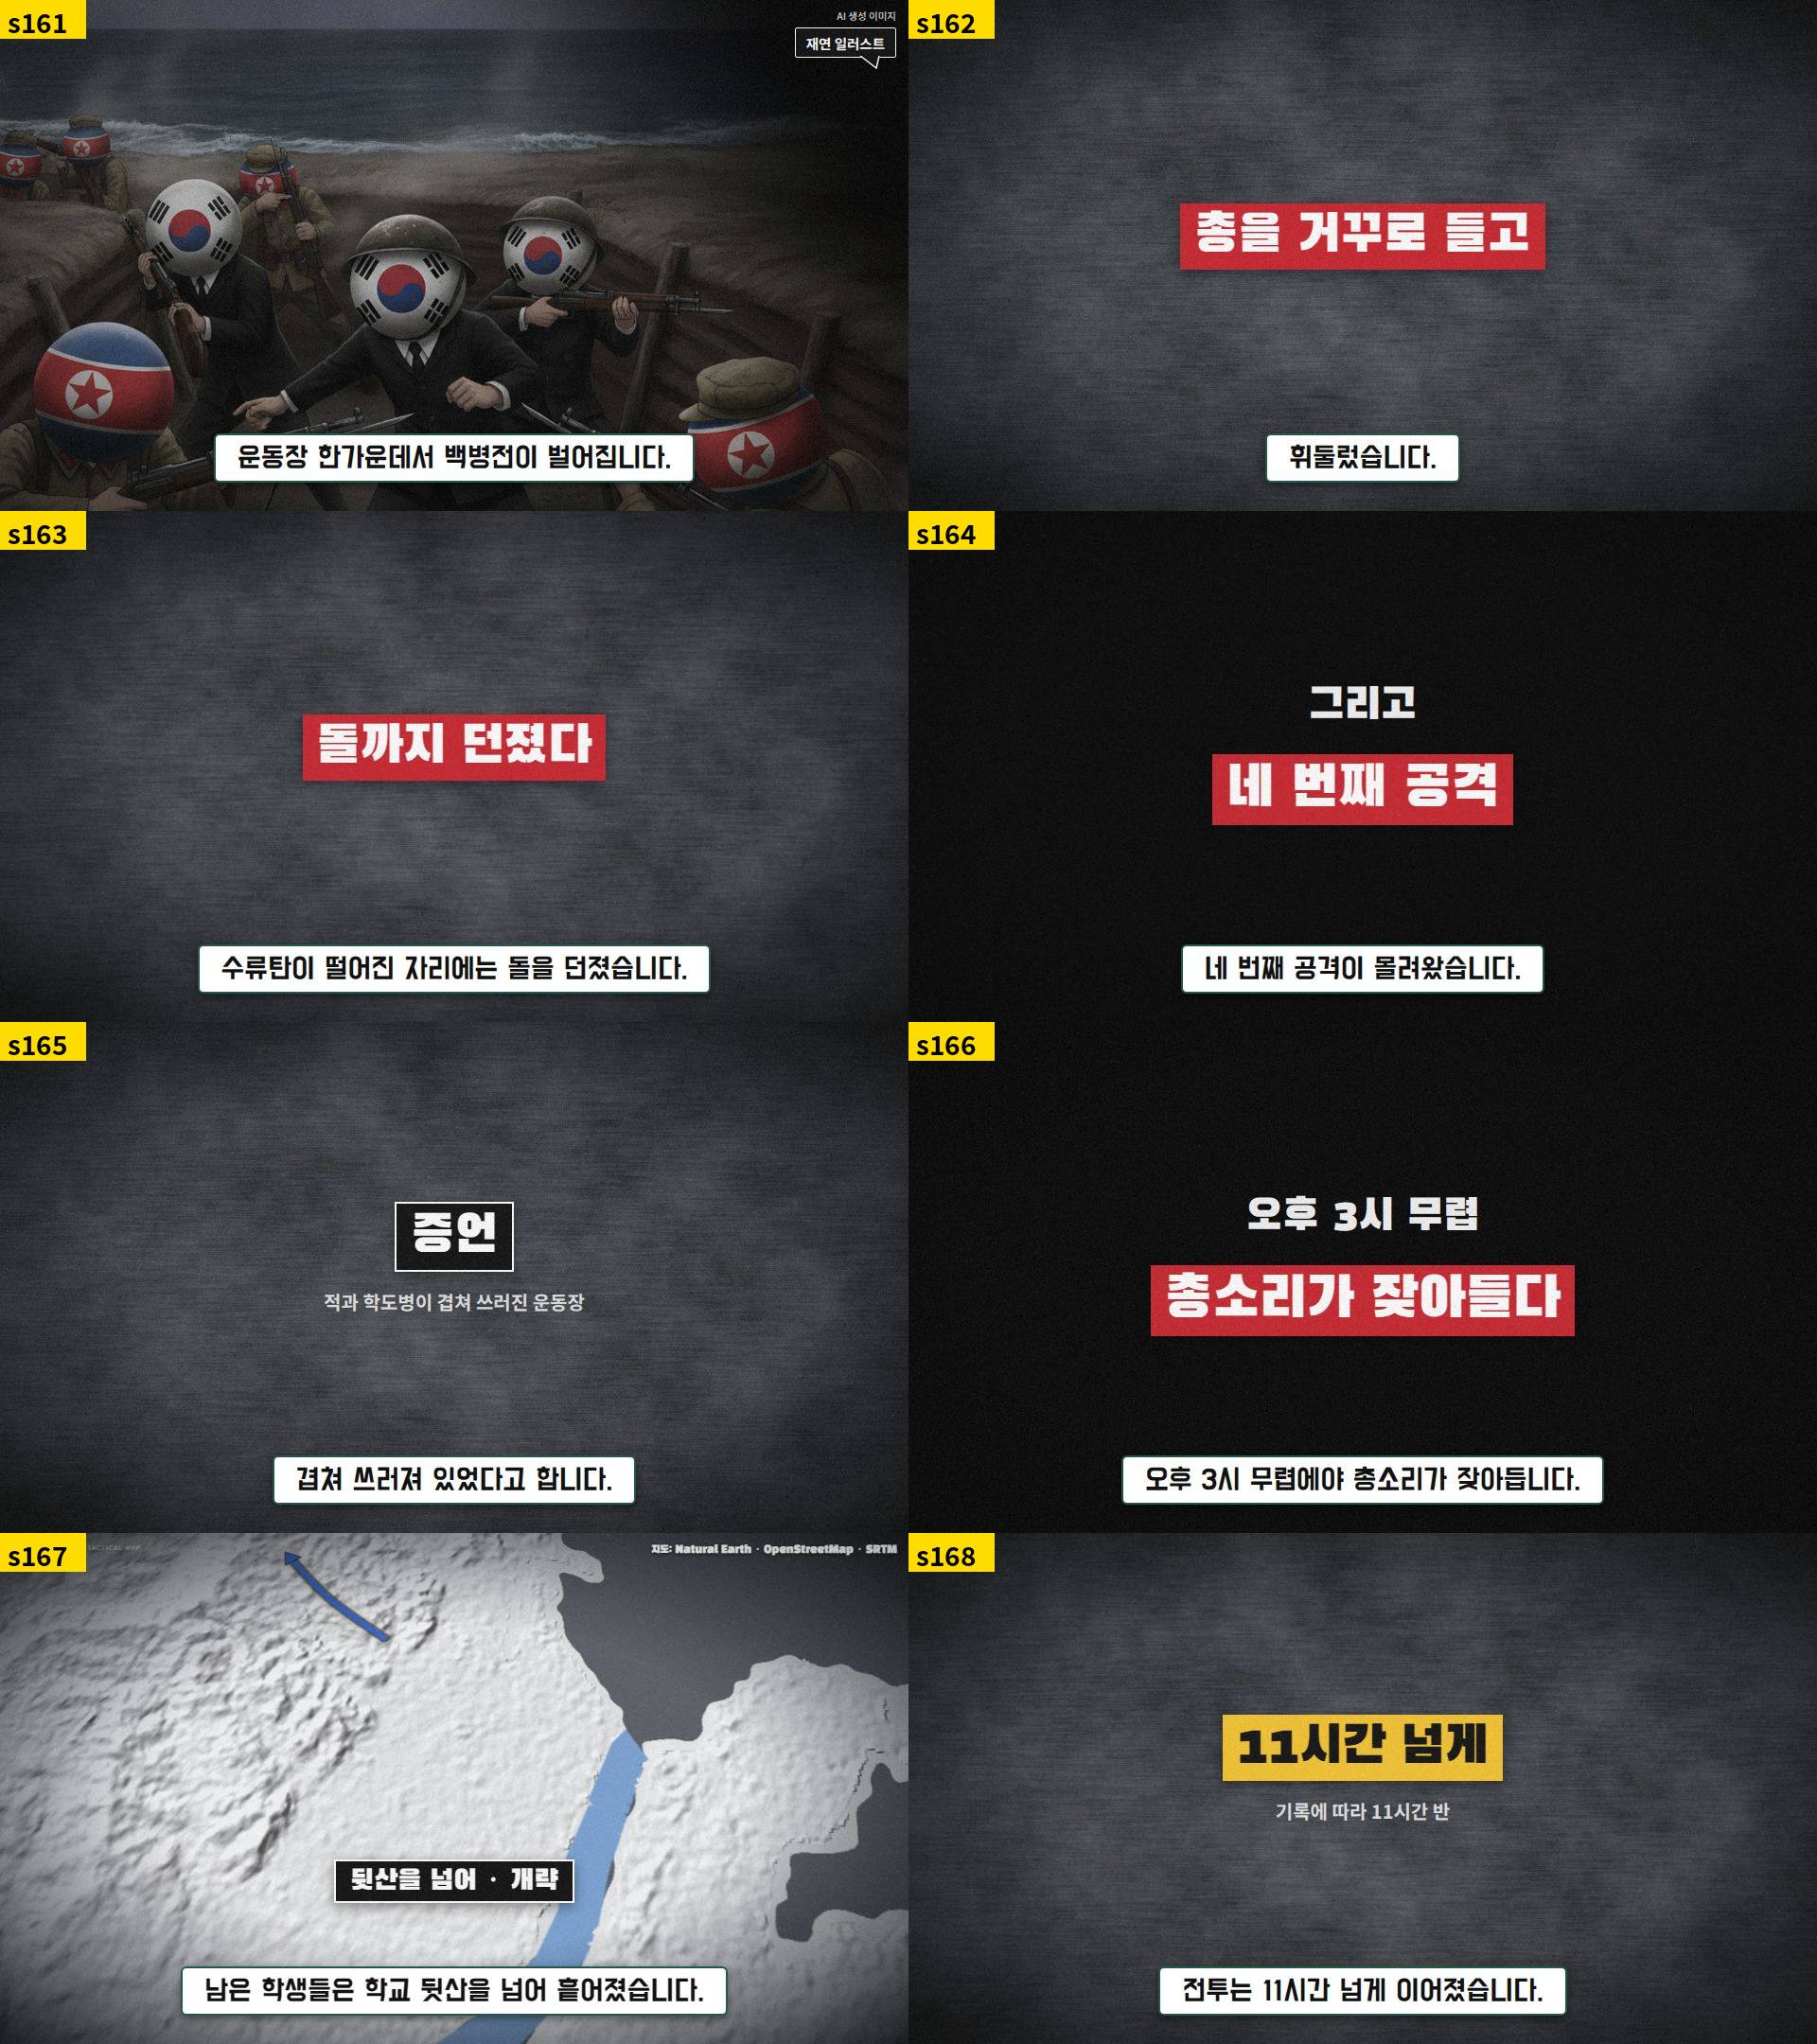 s161
AI 생성 이미지
재연 일러스트
운동장 한가운데서 백병전이 벌어집니다.
s162
총을 거꾸로 들고
휘둘렀습니다.
s163
돌까지 던졌다
수류탄이 떨어진 자리에는 돌을 던졌습니다.
s164
그리고
네 번째 공격
네 번째 공격이 몰려왔습니다.
s165
증언
적과 학도병이 겹쳐 쓰러진 운동장
겹쳐 쓰러져 있었다고 합니다.
s166
오후 3시 무렵
총소리가 잦아들다
오후 3시 무렵에야 총소리가 잦아듭니다.
s167
TACTICAL MAP
지도: Natural Earth · OpenStreetMap · SRTM
뒷산을 넘어 · 개략
남은 학생들은 학교 뒷산을 넘어 흩어졌습니다.
s168
11시간 넘게
기록에 따라 11시간 반
전투는 11시간 넘게 이어졌습니다.